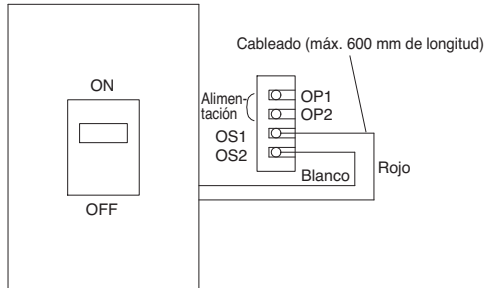 Cableado (máx. 600 mm de longitud)
ON
OFF
Alimen-
tación
OP1
OP2
OS1
OS2
Blanco
Rojo